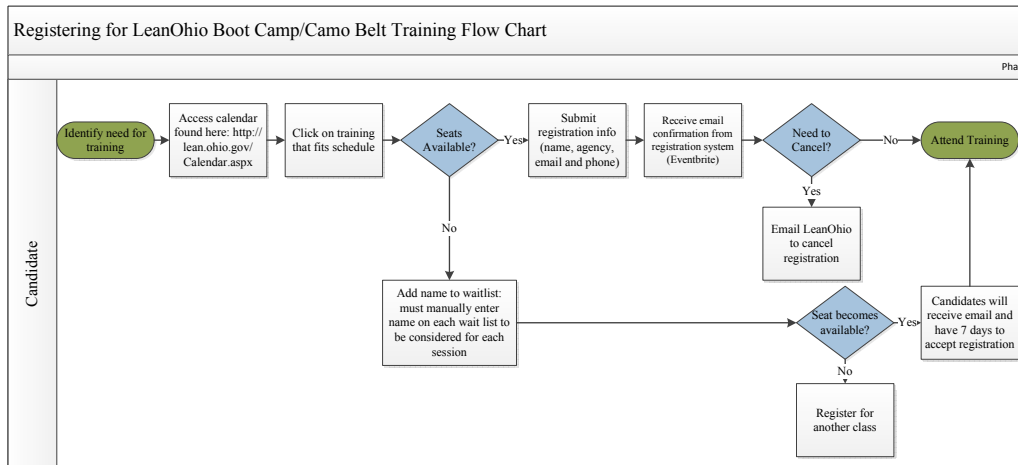 Registering for LeanOhio Boot Camp/Camo Belt Training Flow Chart
Pha
Candidate
Identify need for
training
Access calendar
found here: http://
lean.ohio.gov/
Calendar.aspx
Click on training
that fits schedule
Seats
Available?
Yes
Submit
registration info
(name, agency,
email and phone)
Receive email
confirmation from
registration system
(Eventbrite)
Need to
Cancel?
No
Attend Training
Yes
Email LeanOhio
to cancel
registration
No
Add name to waitlist:
must manually enter
name on each wait list to
be considered for each
session
Seat becomes
available?
Yes
Candidates will
receive email and
have 7 days to
accept registration
No
Register for
another class